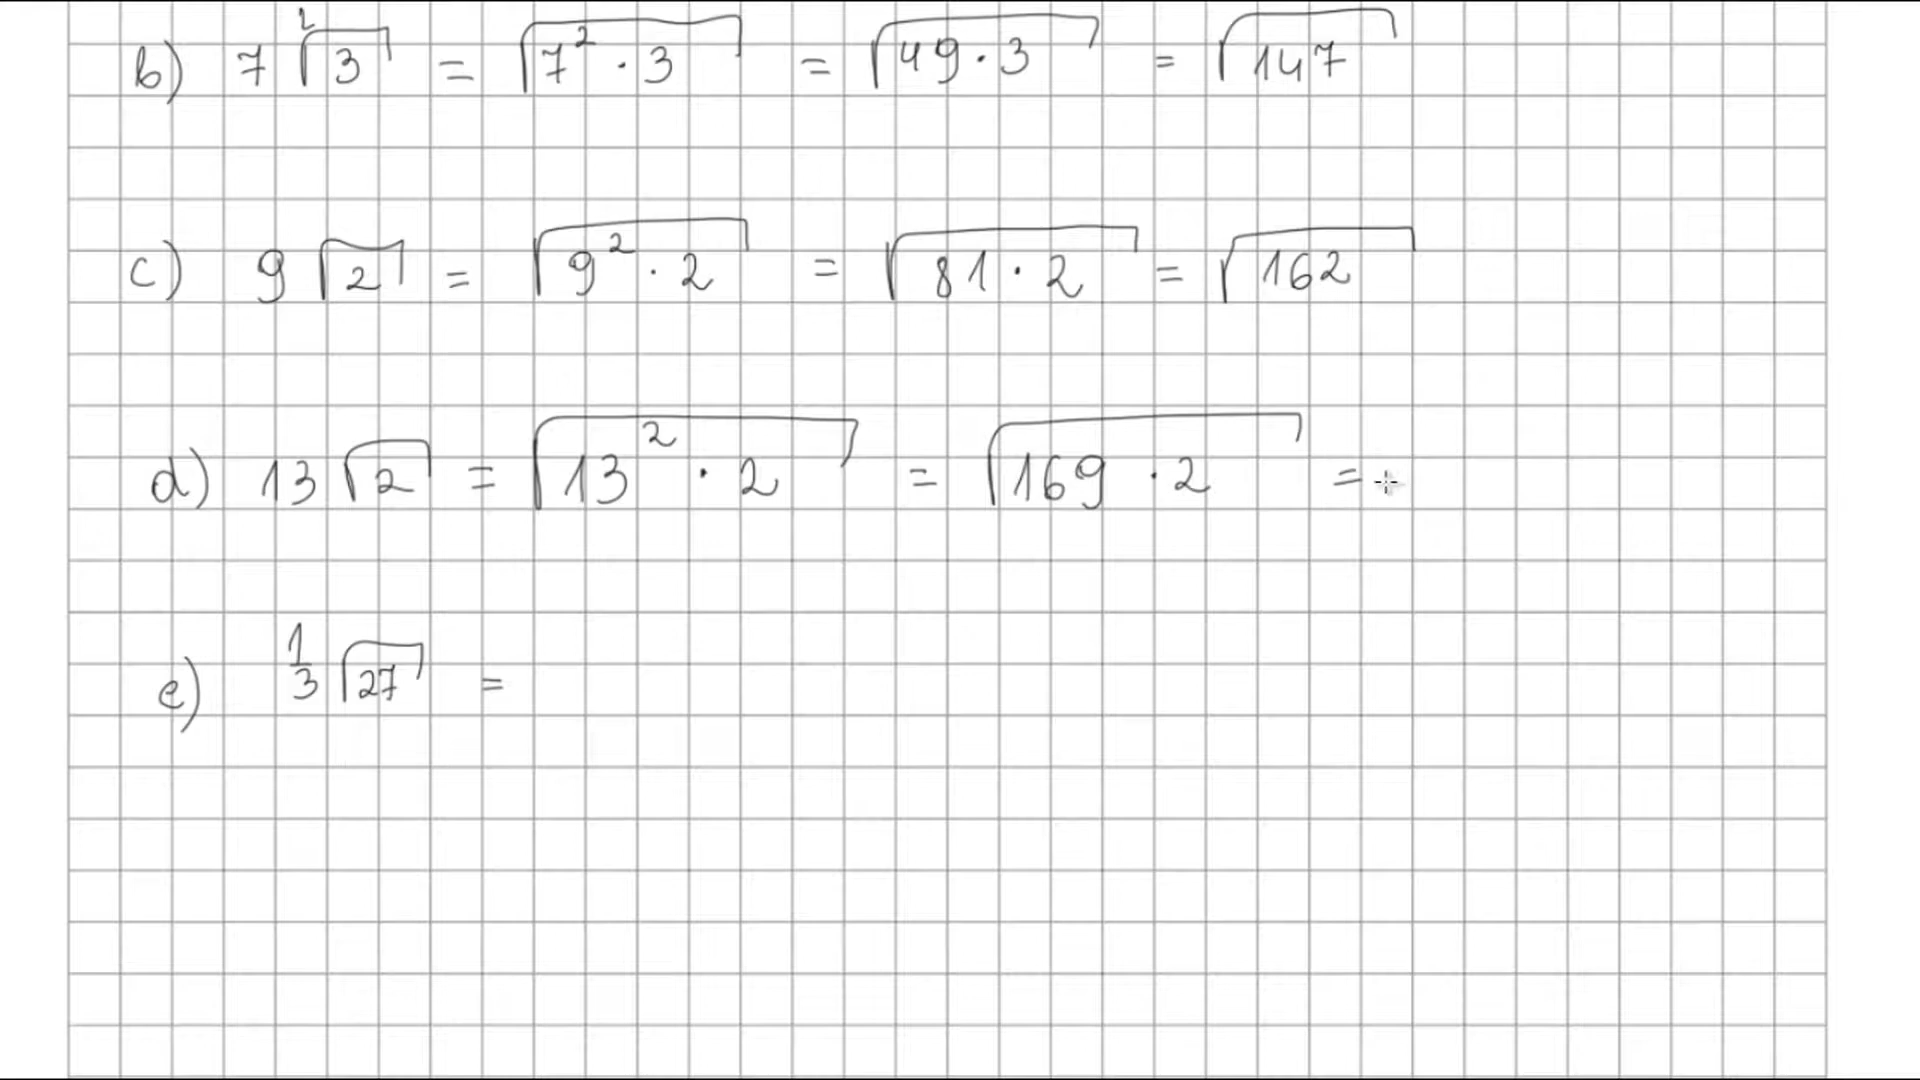 b) 7 ²√3 = √(7² · 3) = √(49 · 3) = √147
c) 9 √2 = √(9² · 2) = √(81 · 2) = √162
d) 13 √2 = √(13² · 2) = √(169 · 2) =
e) 1/3 √27 =